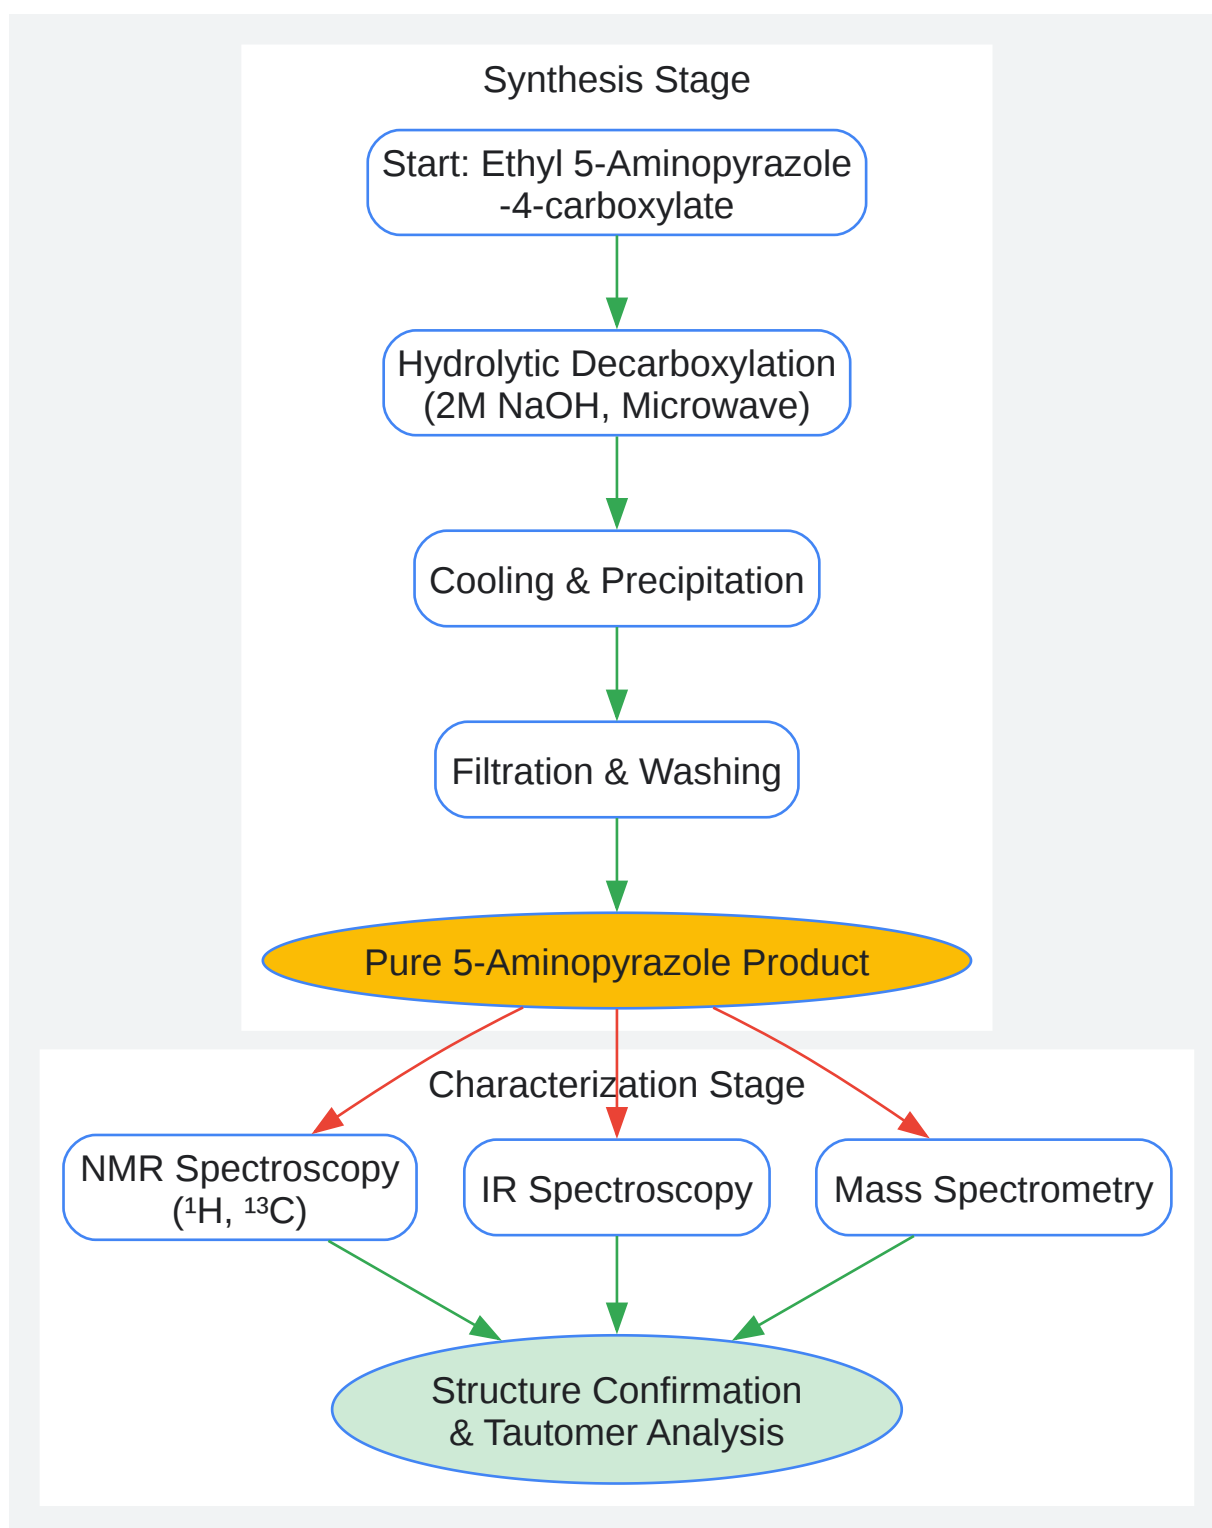 Synthesis Stage
Start: Ethyl 5-Aminopyrazole
-4-carboxylate
Hydrolytic Decarboxylation
(2M NaOH, Microwave)
Cooling & Precipitation
Filtration & Washing
Pure 5-Aminopyrazole Product
Characterization Stage
NMR Spectroscopy
(¹H, ¹³C)
IR Spectroscopy
Mass Spectrometry
Structure Confirmation
& Tautomer Analysis